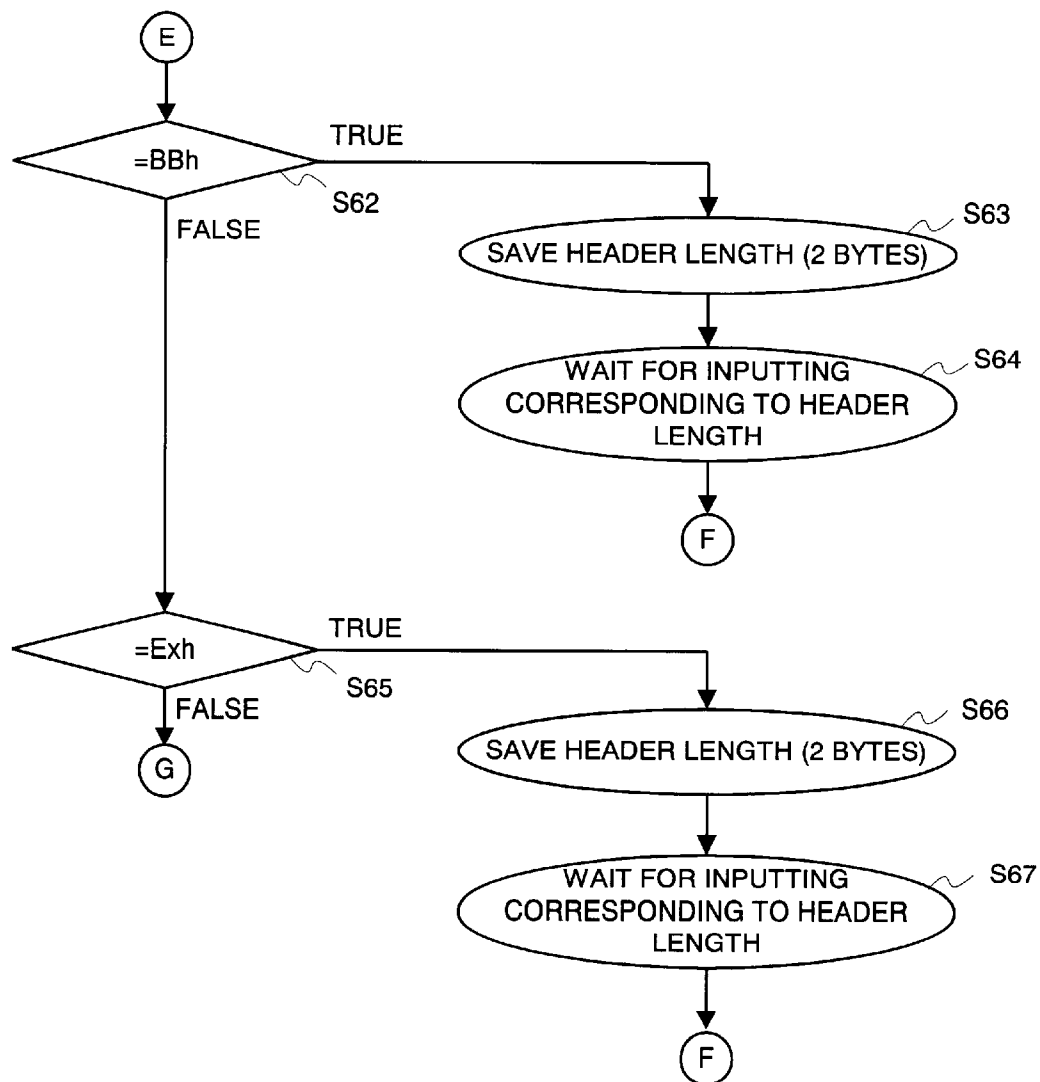 E
=BBh
TRUE
S62
FALSE
S63
SAVE HEADER LENGTH (2 BYTES)
S64
WAIT FOR INPUTTING
CORRESPONDING TO HEADER
LENGTH
F
=Exh
TRUE
S65
FALSE
G
S66
SAVE HEADER LENGTH (2 BYTES)
S67
WAIT FOR INPUTTING
CORRESPONDING TO HEADER
LENGTH
F